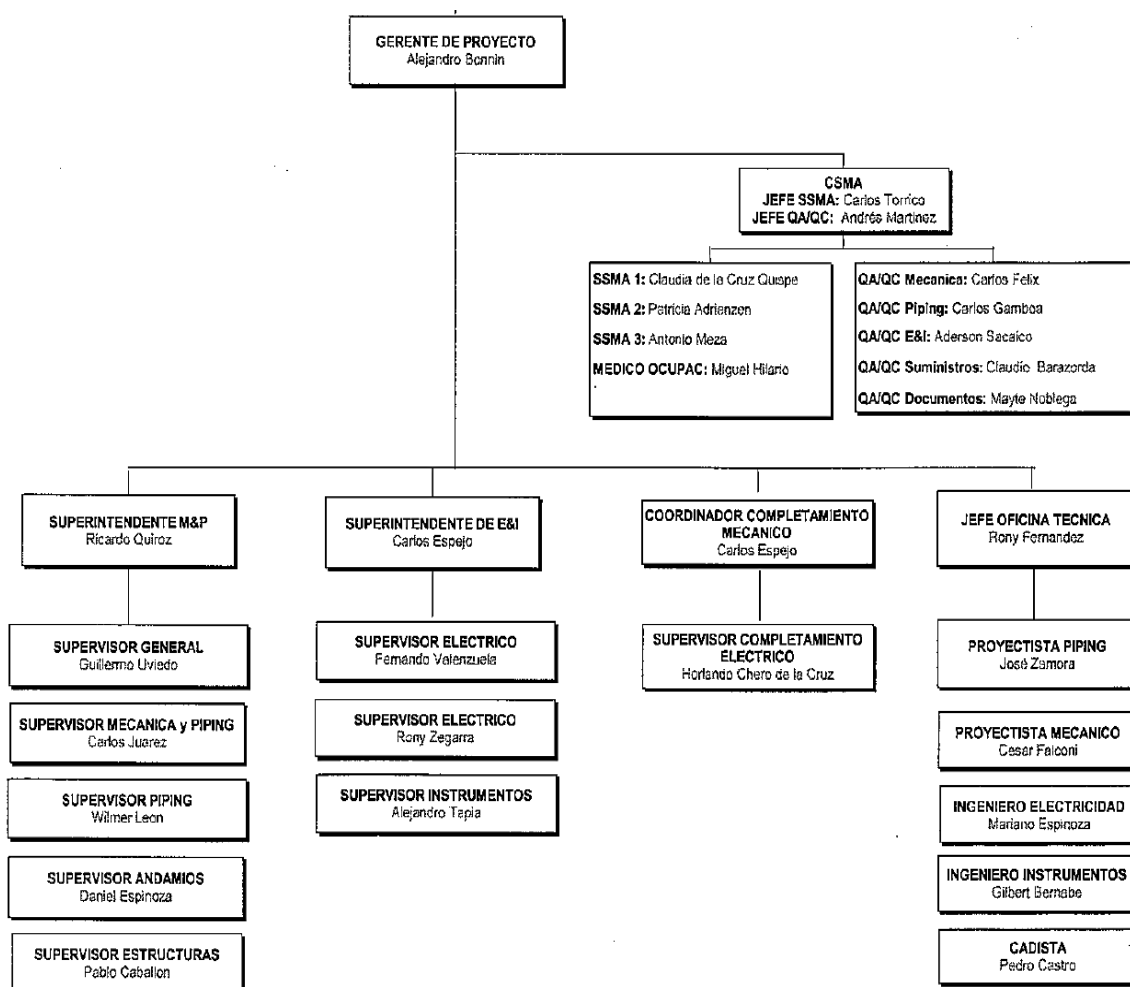 GERENTE DE PROYECTO
Alejandro Bonnin
CSMA
JEFE SSMA: Carlos Torrico
JEFE QA/QC: Andrés Martinez
SSMA 1: Claudia de la Cruz Quispe
SSMA 2: Patricia Adrianzen
SSMA 3: Antonio Meza
MEDICO OCUPAC: Miguel Hilario
QA/QC Mecanica: Carlos Felix
QA/QC Piping: Carlos Gamboa
QA/QC E&I: Aderson Sacaico
QA/QC Suministros: Claudio Barazorda
QA/QC Documentos: Mayte Noblega
SUPERINTENDENTE M&P
Ricardo Quiroz
SUPERVISOR GENERAL
Guillermo Uviedo
SUPERVISOR MECANICA y PIPING
Carlos Juarez
SUPERVISOR PIPING
Wilmer Leon
SUPERVISOR ANDAMIOS
Daniel Espinoza
SUPERVISOR ESTRUCTURAS
Pablo Caballon
SUPERINTENDENTE DE E&I
Carlos Espejo
SUPERVISOR ELECTRICO
Fernando Valenzuela
SUPERVISOR ELECTRICO
Rony Zegarra
SUPERVISOR INSTRUMENTOS
Alejandro Tapia
COORDINADOR COMPLETAMIENTO
MECANICO
Carlos Espejo
SUPERVISOR COMPLETAMIENTO
ELECTRICO
Horlando Chero de la Cruz
JEFE OFICINA TECNICA
Rony Fernandez
PROYECTISTA PIPING
José Zamora
PROYECTISTA MECANICO
Cesar Falconi
INGENIERO ELECTRICIDAD
Mariano Espinoza
INGENIERO INSTRUMENTOS
Gilbert Bernabe
CADISTA
Pedro Castro